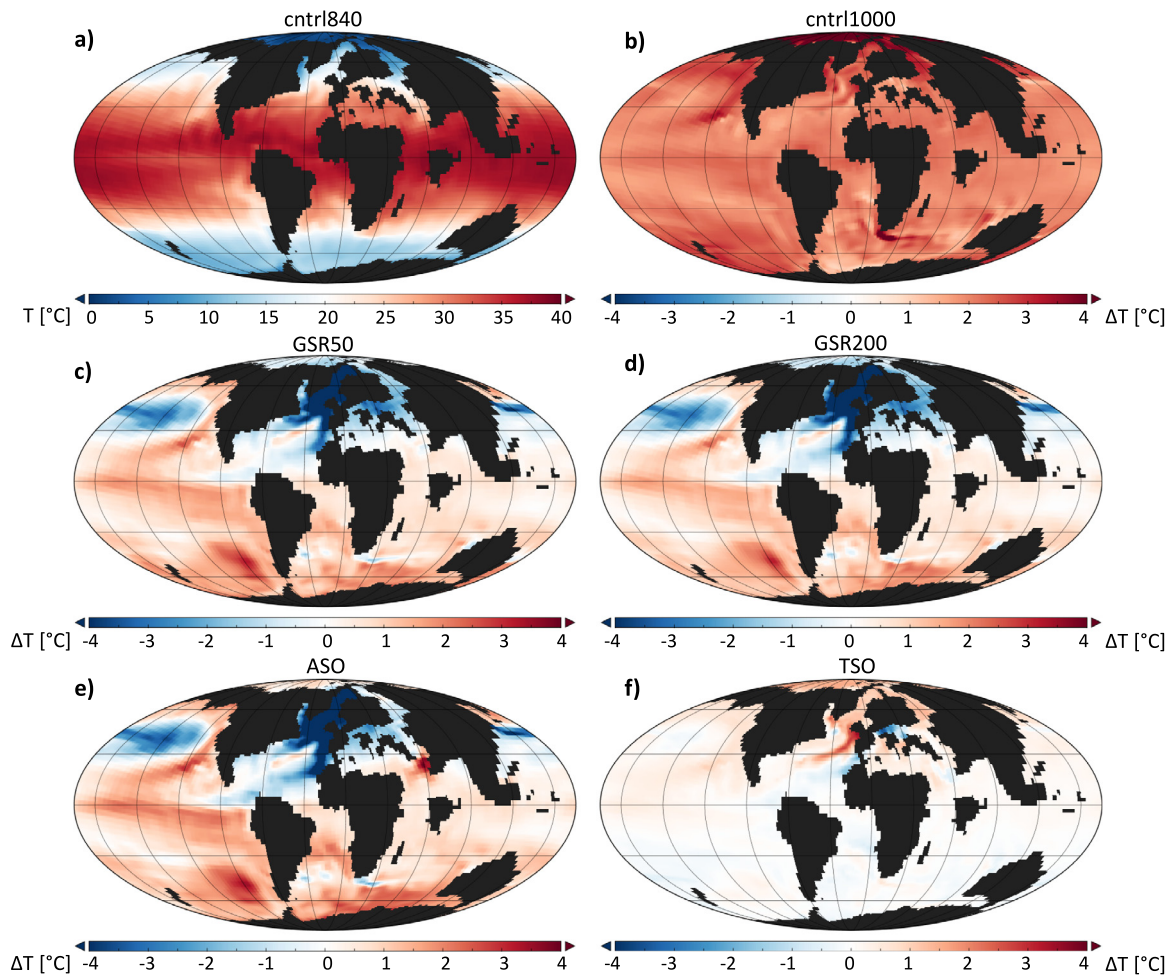 cntrl840
cntrl1000
a)
b)
T [°C]
0 5 10 15 20 25 30 35 40
-4 -3 -2 -1 0 1 2 3 4
ΔT [°C]
GSR50
GSR200
c)
d)
ΔT [°C]
-4 -3 -2 -1 0 1 2 3 4
-4 -3 -2 -1 0 1 2 3 4
ΔT [°C]
ASO
TSO
e)
f)
ΔT [°C]
-4 -3 -2 -1 0 1 2 3 4
-4 -3 -2 -1 0 1 2 3 4
ΔT [°C]